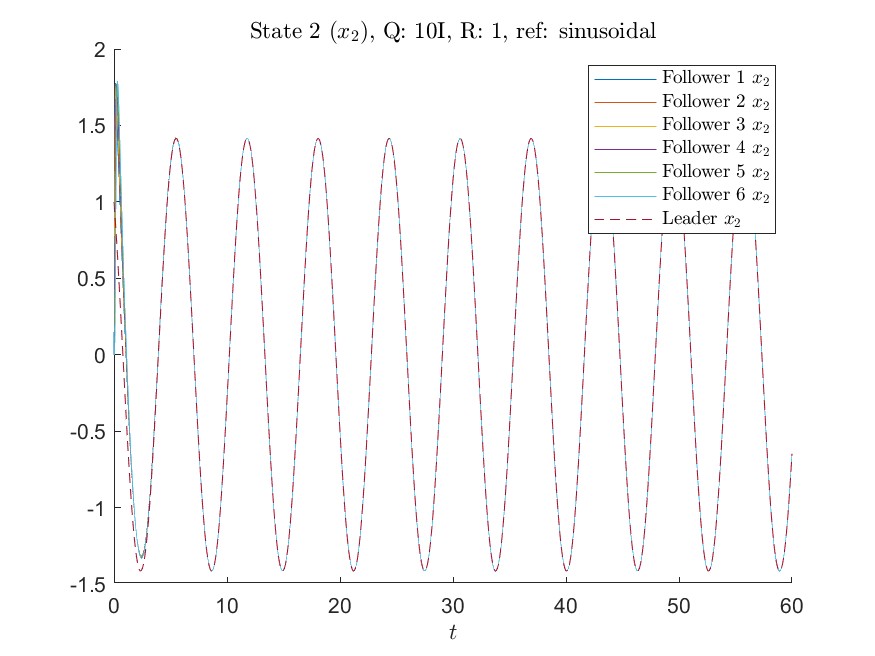 State 2 (x₂), Q: 10I, R: 1, ref: sinusoidal
2
1.5
1
0.5
0
-0.5
-1
-1.5
Follower 1 x₂
Follower 2 x₂
Follower 3 x₂
Follower 4 x₂
Follower 5 x₂
Follower 6 x₂
Leader x₂
0 10 20 30 40 50 60
t